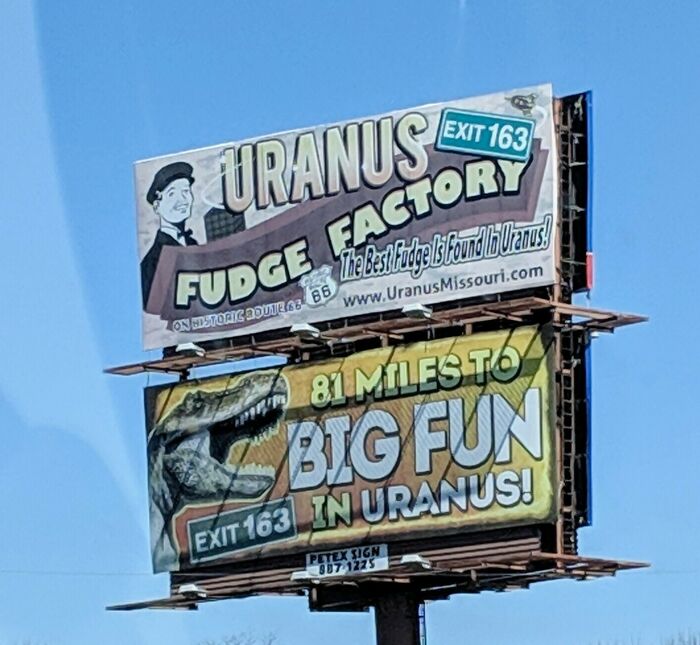 URANUS
EXIT 163
FUDGE FACTORY
The Best Fudge Is Found In Uranus!
ON HISTORIC ROUTE 66
66
www.UranusMissouri.com
81 MILES TO
BIG FUN
IN URANUS!
EXIT 163
PETEX SIGN
887-1225